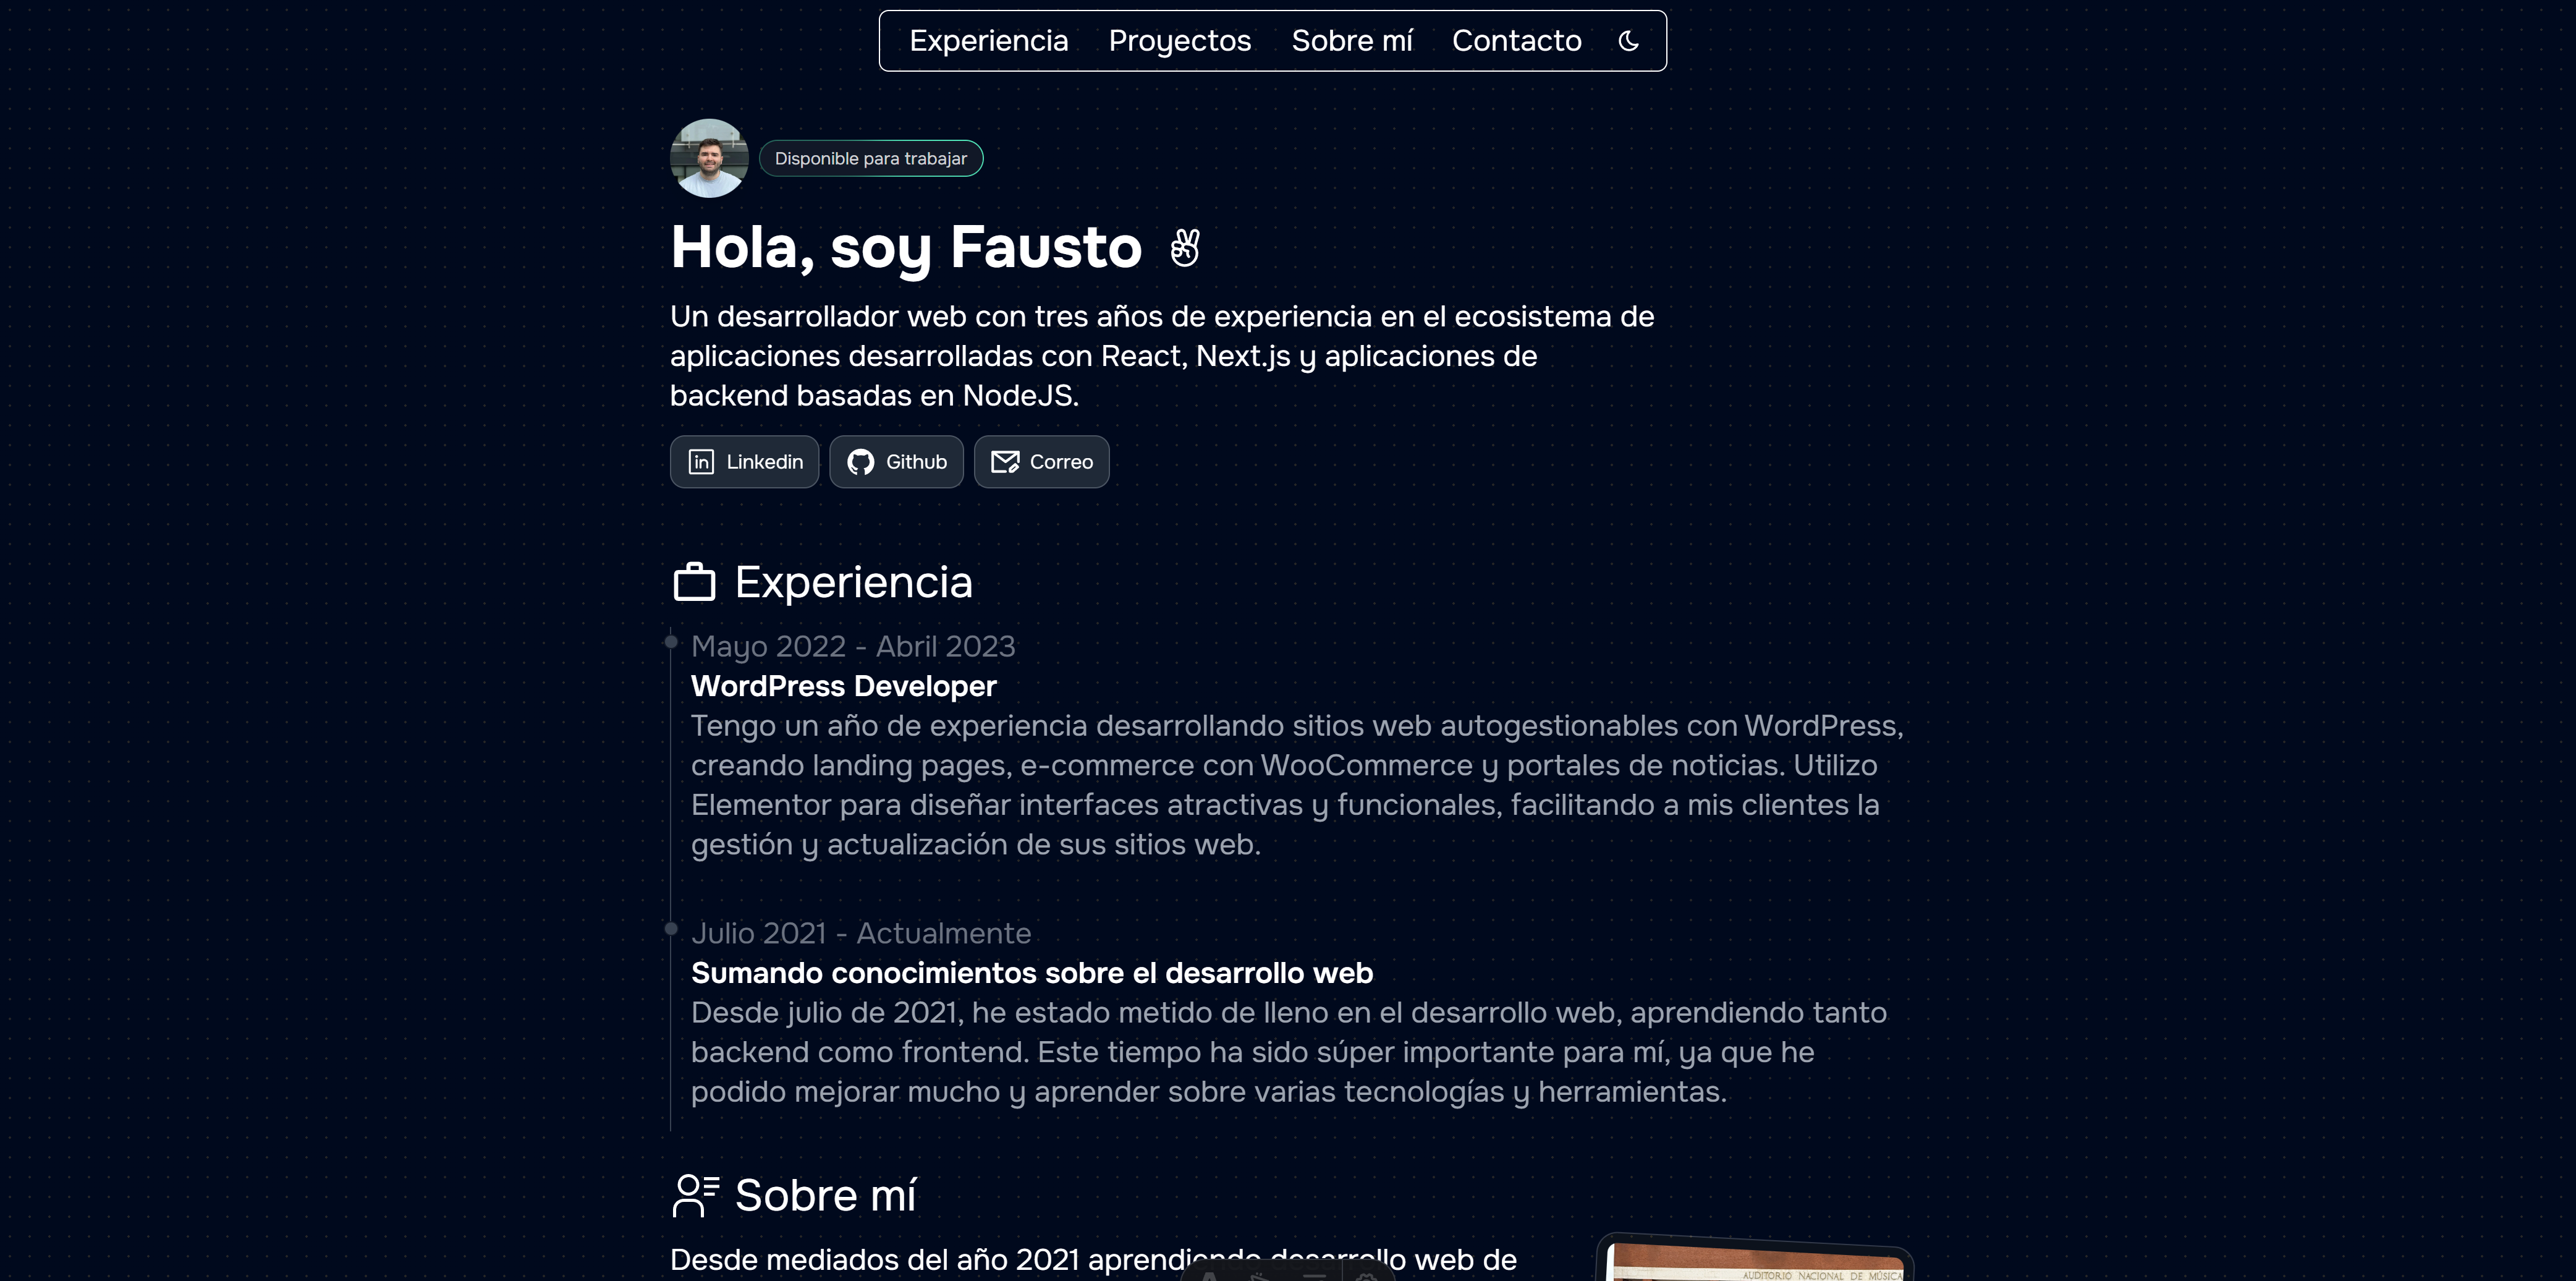 Experiencia Proyectos Sobre mí Contacto
Disponible para trabajar
Hola, soy Fausto
Un desarrollador web con tres años de experiencia en el ecosistema de
aplicaciones desarrolladas con React, Next.js y aplicaciones de
backend basadas en NodeJS.
Linkedin Github Correo
Experiencia
Mayo 2022 - Abril 2023
WordPress Developer
Tengo un año de experiencia desarrollando sitios web autogestionables con WordPress,
creando landing pages, e-commerce con WooCommerce y portales de noticias. Utilizo
Elementor para diseñar interfaces atractivas y funcionales, facilitando a mis clientes la
gestión y actualización de sus sitios web.
Julio 2021 - Actualmente
Sumando conocimientos sobre el desarrollo web
Desde julio de 2021, he estado metido de lleno en el desarrollo web, aprendiendo tanto
backend como frontend. Este tiempo ha sido súper importante para mí, ya que he
podido mejorar mucho y aprender sobre varias tecnologías y herramientas.
Sobre mí
Desde mediados del año 2021 aprendiendo desarrollo web de
AUDITORIO NACIONAL DE MÚSICA